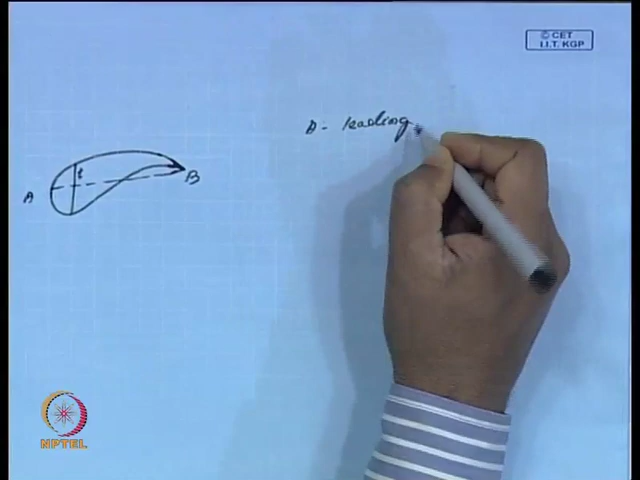 © CET
I.I.T. KGP
A - leading
t
A
B
NPTEL